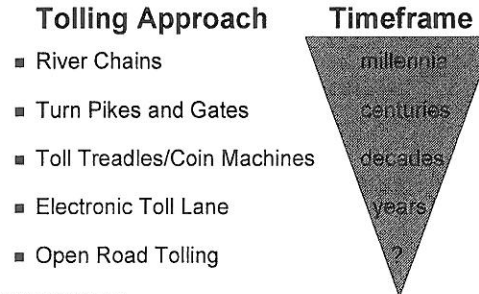 Tolling Approach Timeframe
River Chains millennia
Turn Pikes and Gates centuries
Toll Treadles/Coin Machines decades
Electronic Toll Lane years
Open Road Tolling ?